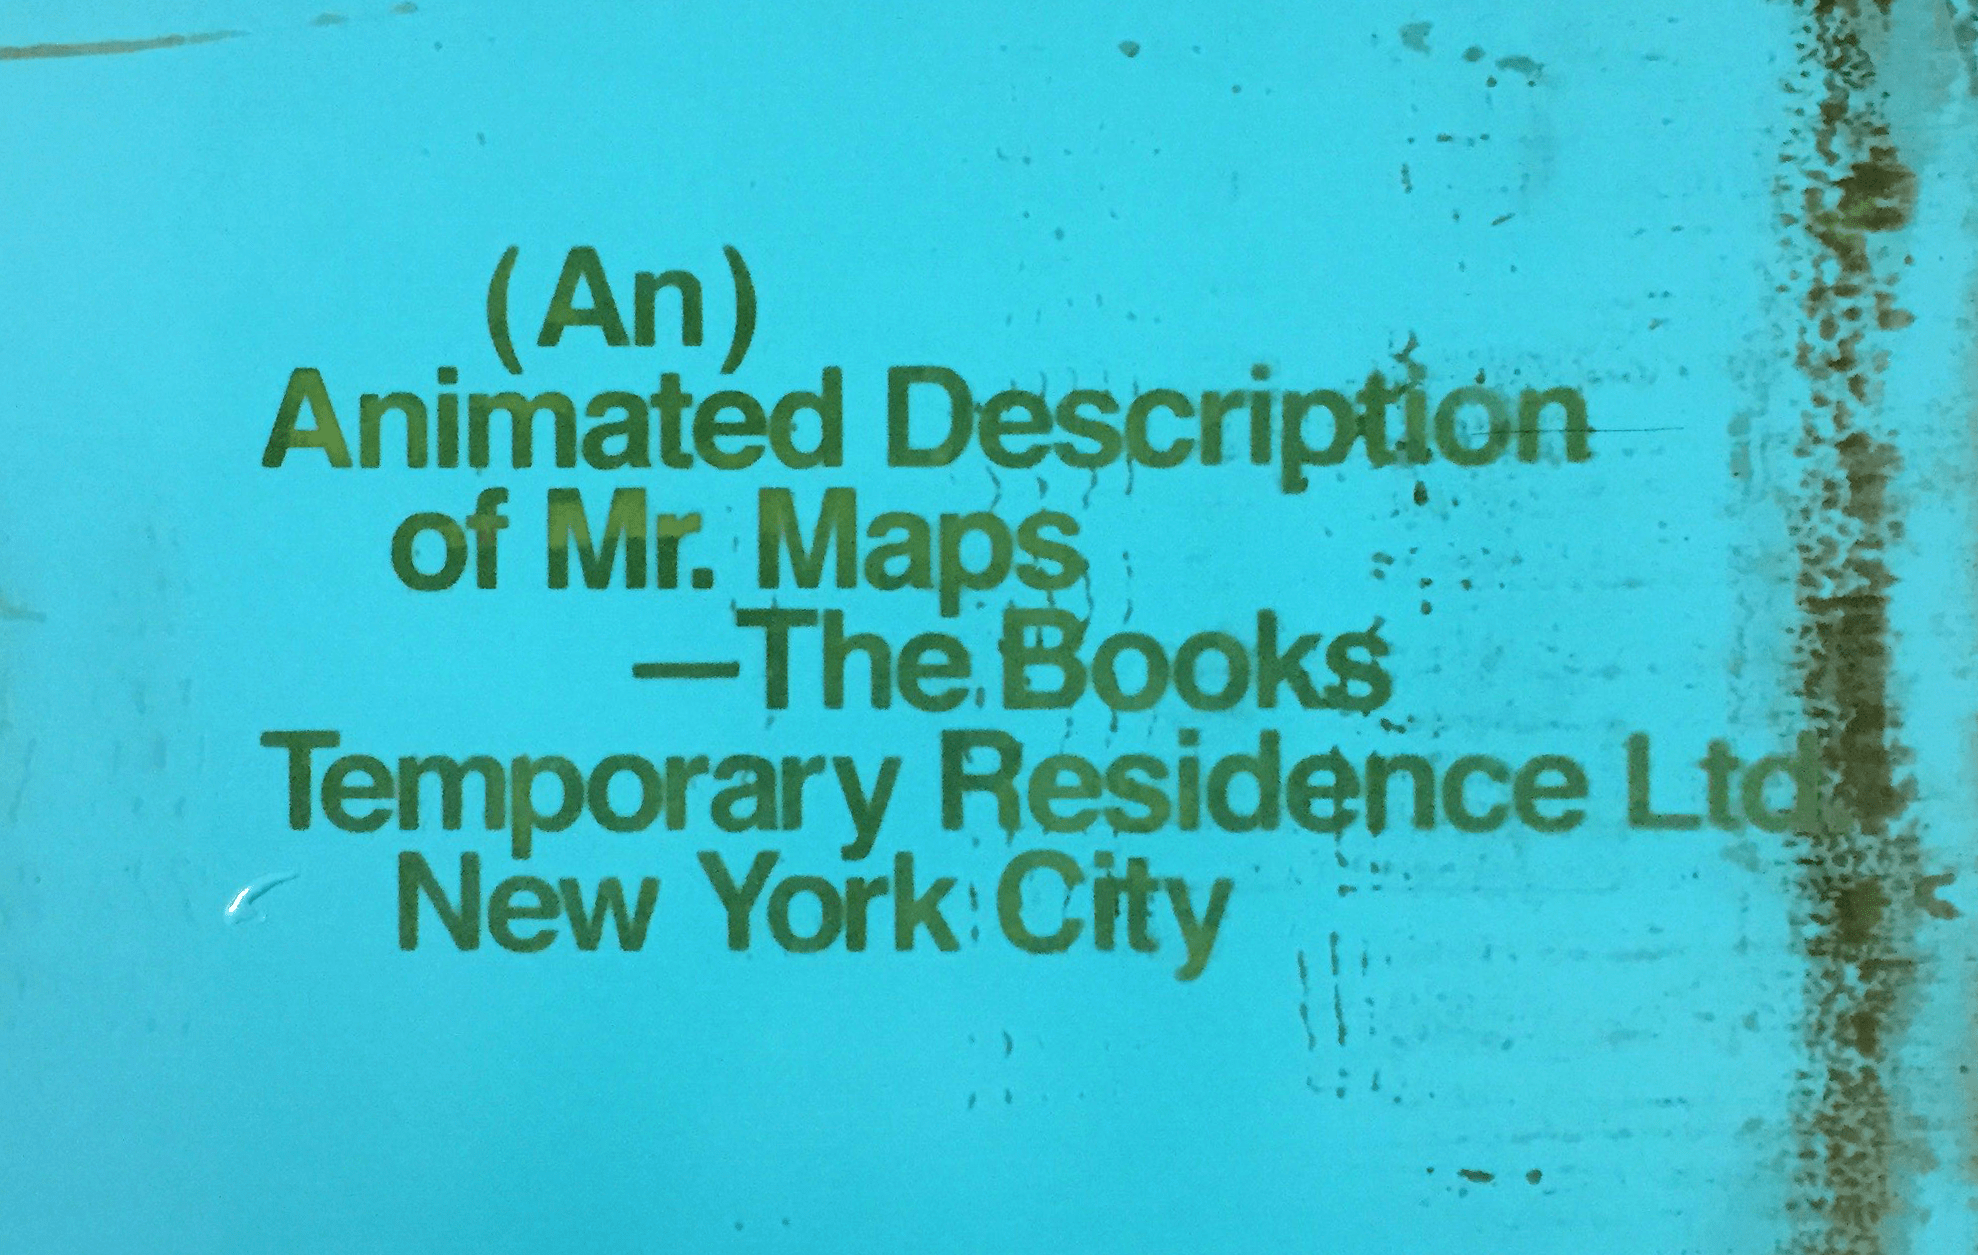 (An)
Animated Description
of Mr. Maps
—The Books
Temporary Residence Ltd.
New York City